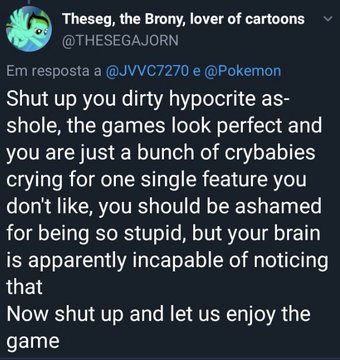 Theseg, the Brony, lover of cartoons
@THESEGAJORN
Em resposta a @JVVC7270 e @Pokemon
Shut up you dirty hypocrite as-
shole, the games look perfect and
you are just a bunch of crybabies
crying for one single feature you
don't like, you should be ashamed
for being so stupid, but your brain
is apparently incapable of noticing
that
Now shut up and let us enjoy the
game